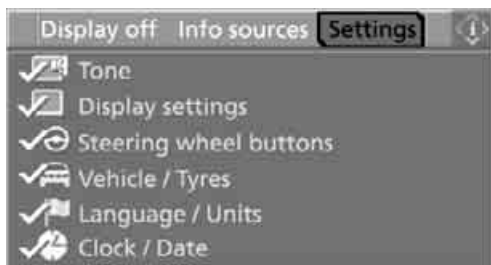 Display off Info sources Settings i
Tone
Display settings
Steering wheel buttons
Vehicle / Tyres
Language / Units
Clock / Date